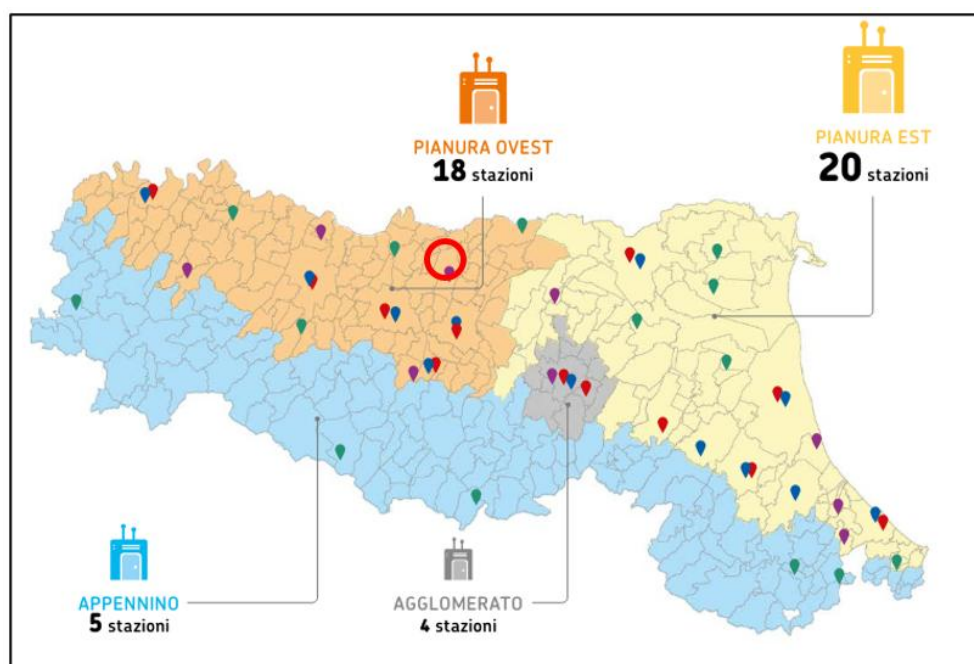 PIANURA OVEST
18 stazioni
PIANURA EST
20 stazioni
APPENNINO
5 stazioni
AGGLOMERATO
4 stazioni